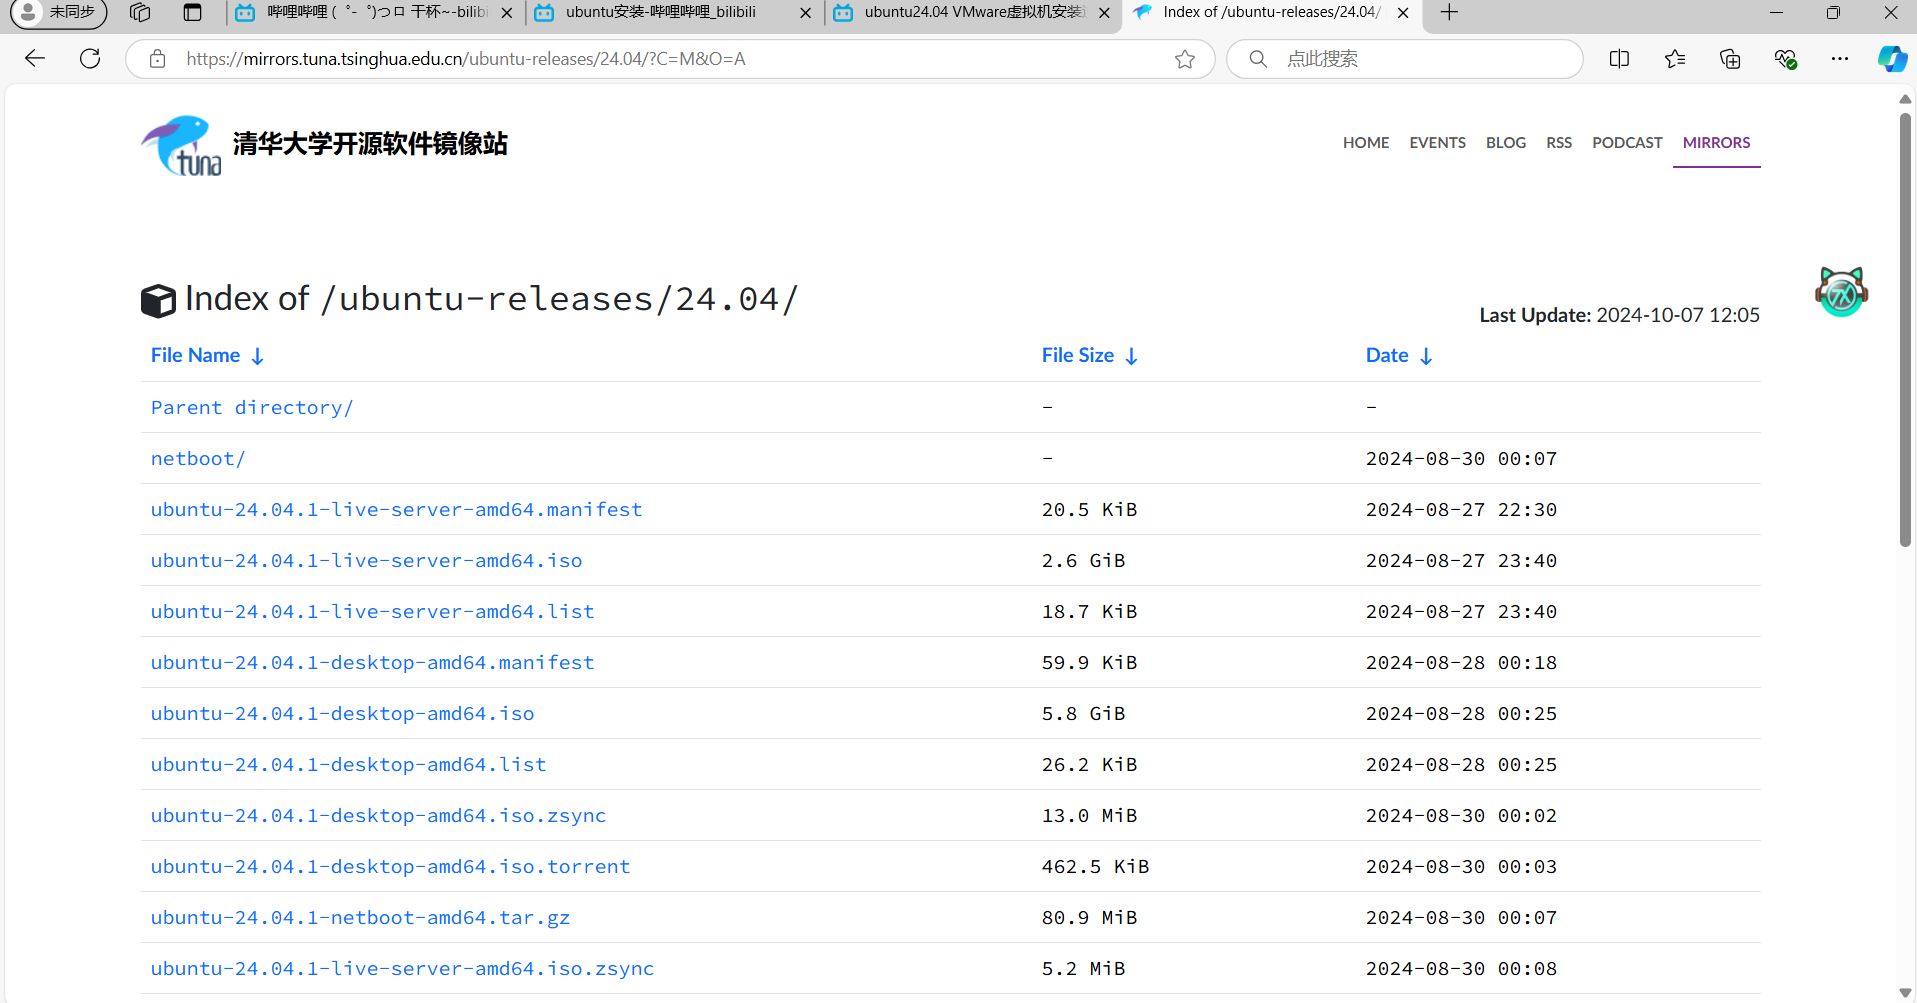 未同步
哔哩哔哩 (゜-゜)つロ 干杯~-bilibi
ubuntu安装-哔哩哔哩_bilibili
ubuntu24.04 VMware虚拟机安装
Index of /ubuntu-releases/24.04/
https://mirrors.tuna.tsinghua.edu.cn/ubuntu-releases/24.04/?C=M&O=A
点此搜索
tuna
清华大学开源软件镜像站
HOME EVENTS BLOG RSS PODCAST MIRRORS
Index of /ubuntu-releases/24.04/
Last Update: 2024-10-07 12:05
File Name ↓ File Size ↓ Date ↓
Parent directory/ - -
netboot/ - 2024-08-30 00:07
ubuntu-24.04.1-live-server-amd64.manifest 20.5 KiB 2024-08-27 22:30
ubuntu-24.04.1-live-server-amd64.iso 2.6 GiB 2024-08-27 23:40
ubuntu-24.04.1-live-server-amd64.list 18.7 KiB 2024-08-27 23:40
ubuntu-24.04.1-desktop-amd64.manifest 59.9 KiB 2024-08-28 00:18
ubuntu-24.04.1-desktop-amd64.iso 5.8 GiB 2024-08-28 00:25
ubuntu-24.04.1-desktop-amd64.list 26.2 KiB 2024-08-28 00:25
ubuntu-24.04.1-desktop-amd64.iso.zsync 13.0 MiB 2024-08-30 00:02
ubuntu-24.04.1-desktop-amd64.iso.torrent 462.5 KiB 2024-08-30 00:03
ubuntu-24.04.1-netboot-amd64.tar.gz 80.9 MiB 2024-08-30 00:07
ubuntu-24.04.1-live-server-amd64.iso.zsync 5.2 MiB 2024-08-30 00:08